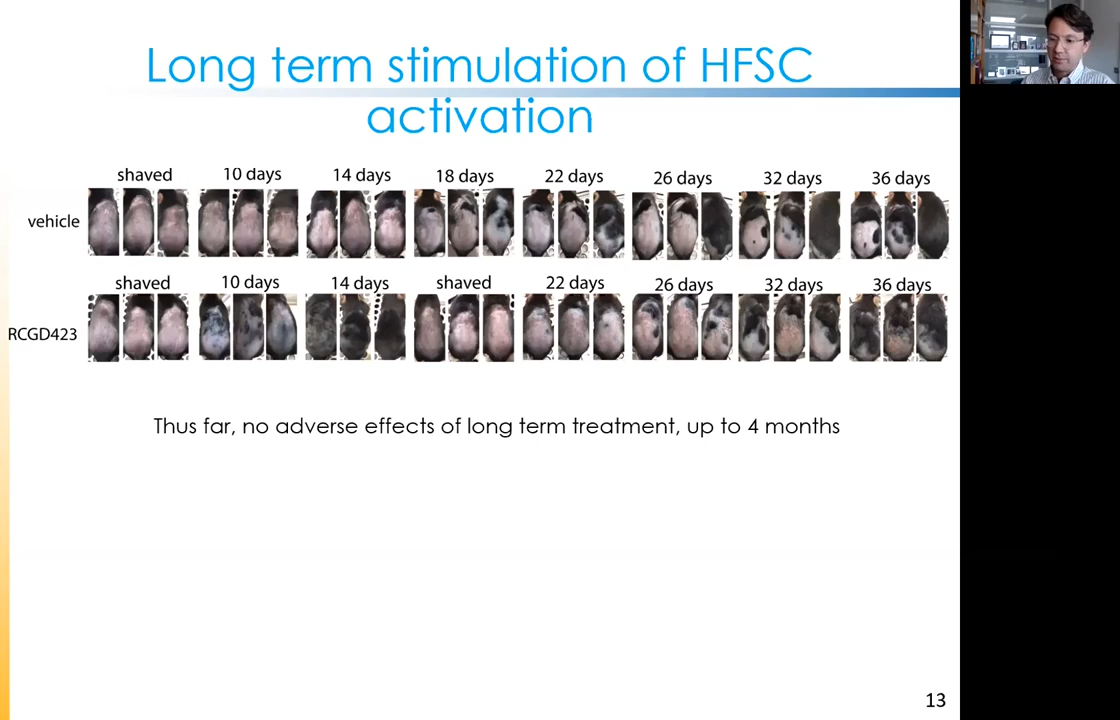 Long term stimulation of HFSC
activation
shaved 10 days 14 days 18 days 22 days 26 days 32 days 36 days
vehicle
shaved 10 days 14 days shaved 22 days 26 days 32 days 36 days
RCGD423
Thus far, no adverse effects of long term treatment, up to 4 months
13